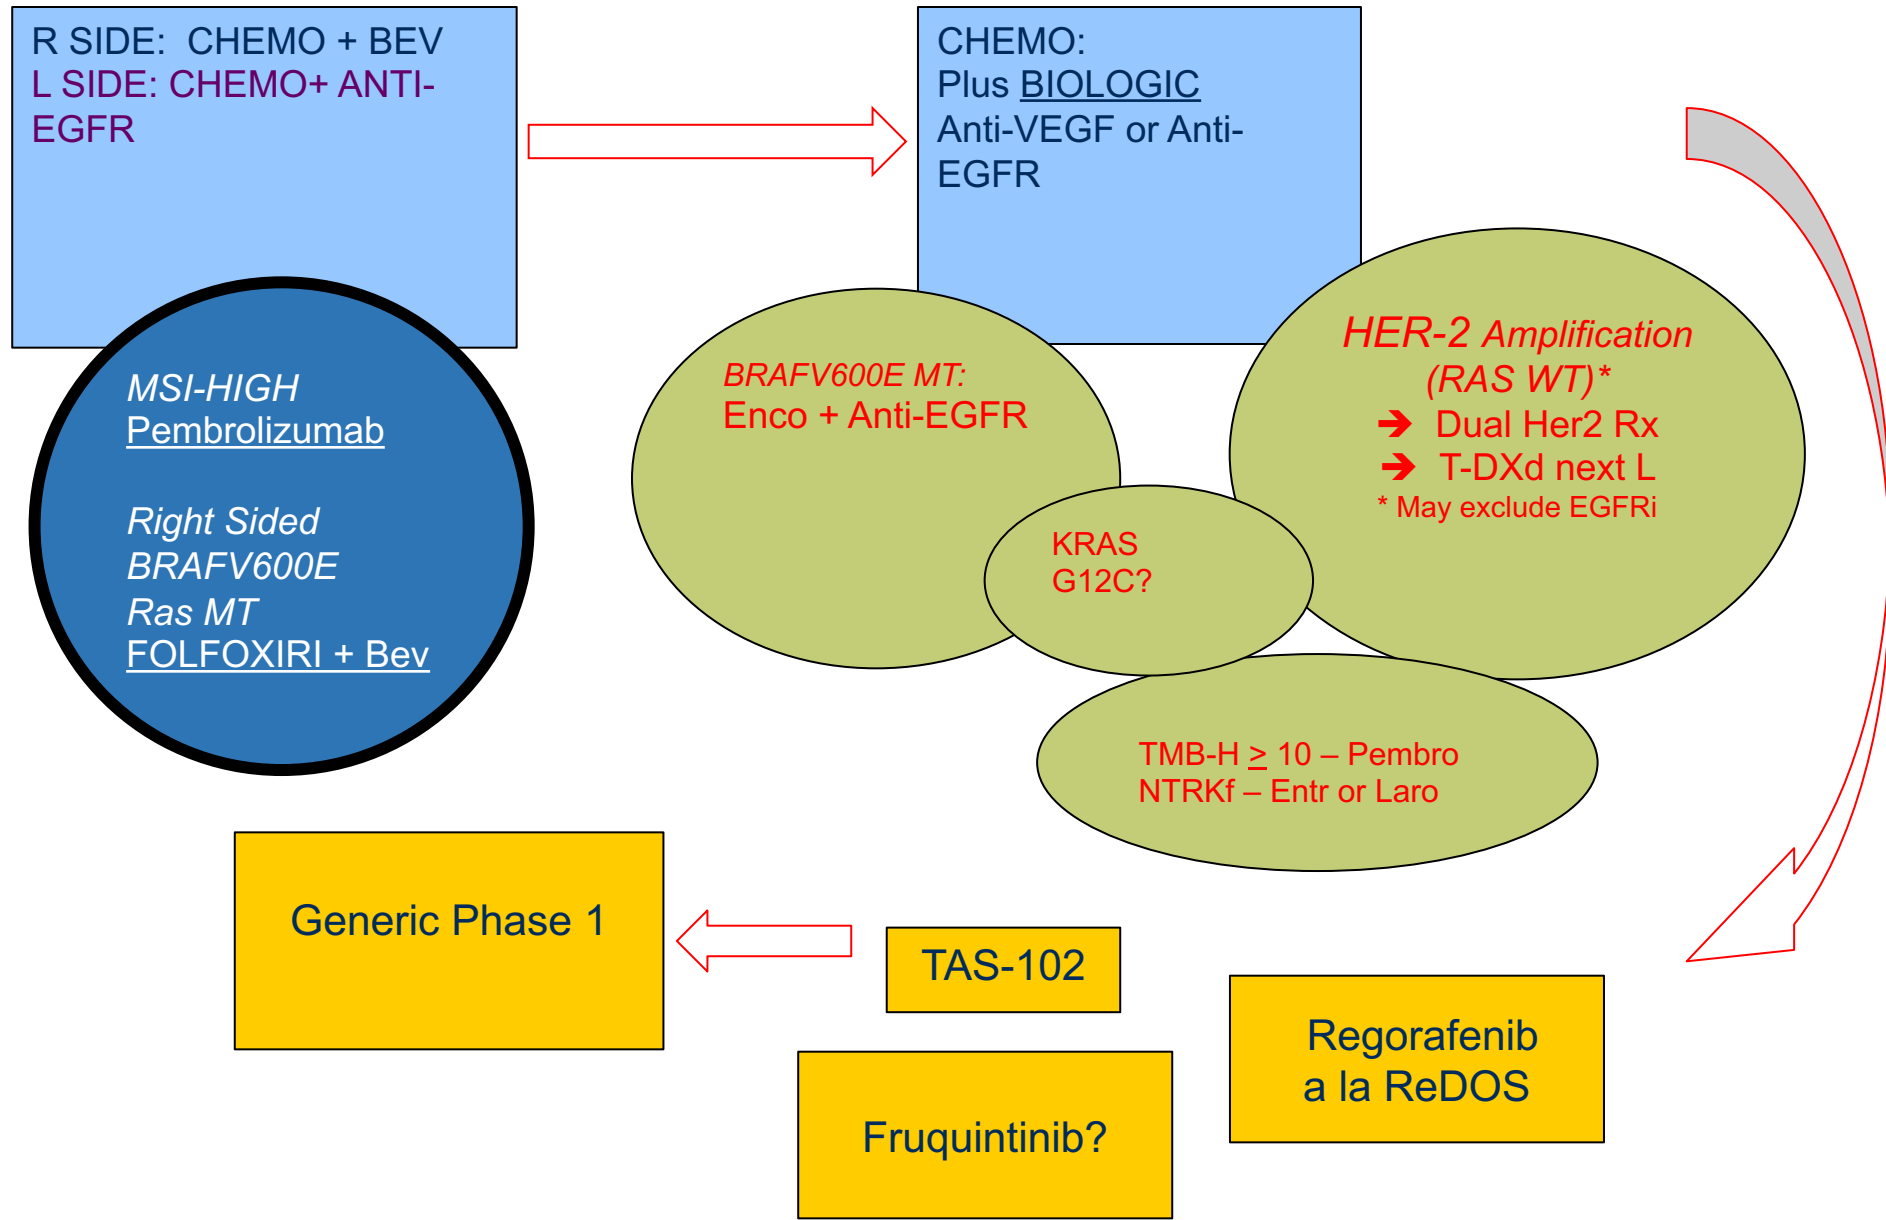 R SIDE:  CHEMO + BEV
L SIDE: CHEMO+ ANTI-
EGFR
CHEMO:
Plus BIOLOGIC
Anti-VEGF or Anti-
EGFR
MSI-HIGH
Pembrolizumab
Right Sided
BRAFV600E
Ras MT
FOLFOXIRI + Bev
BRAFV600E MT:
Enco + Anti-EGFR
HER-2 Amplification
(RAS WT)*
➔ Dual Her2 Rx
➔ T-DXd next L
* May exclude EGFRi
KRAS
G12C?
TMB-H ≥ 10 – Pembro
NTRKf – Entr or Laro
Generic Phase 1
TAS-102
Fruquintinib?
Regorafenib
a la ReDOS